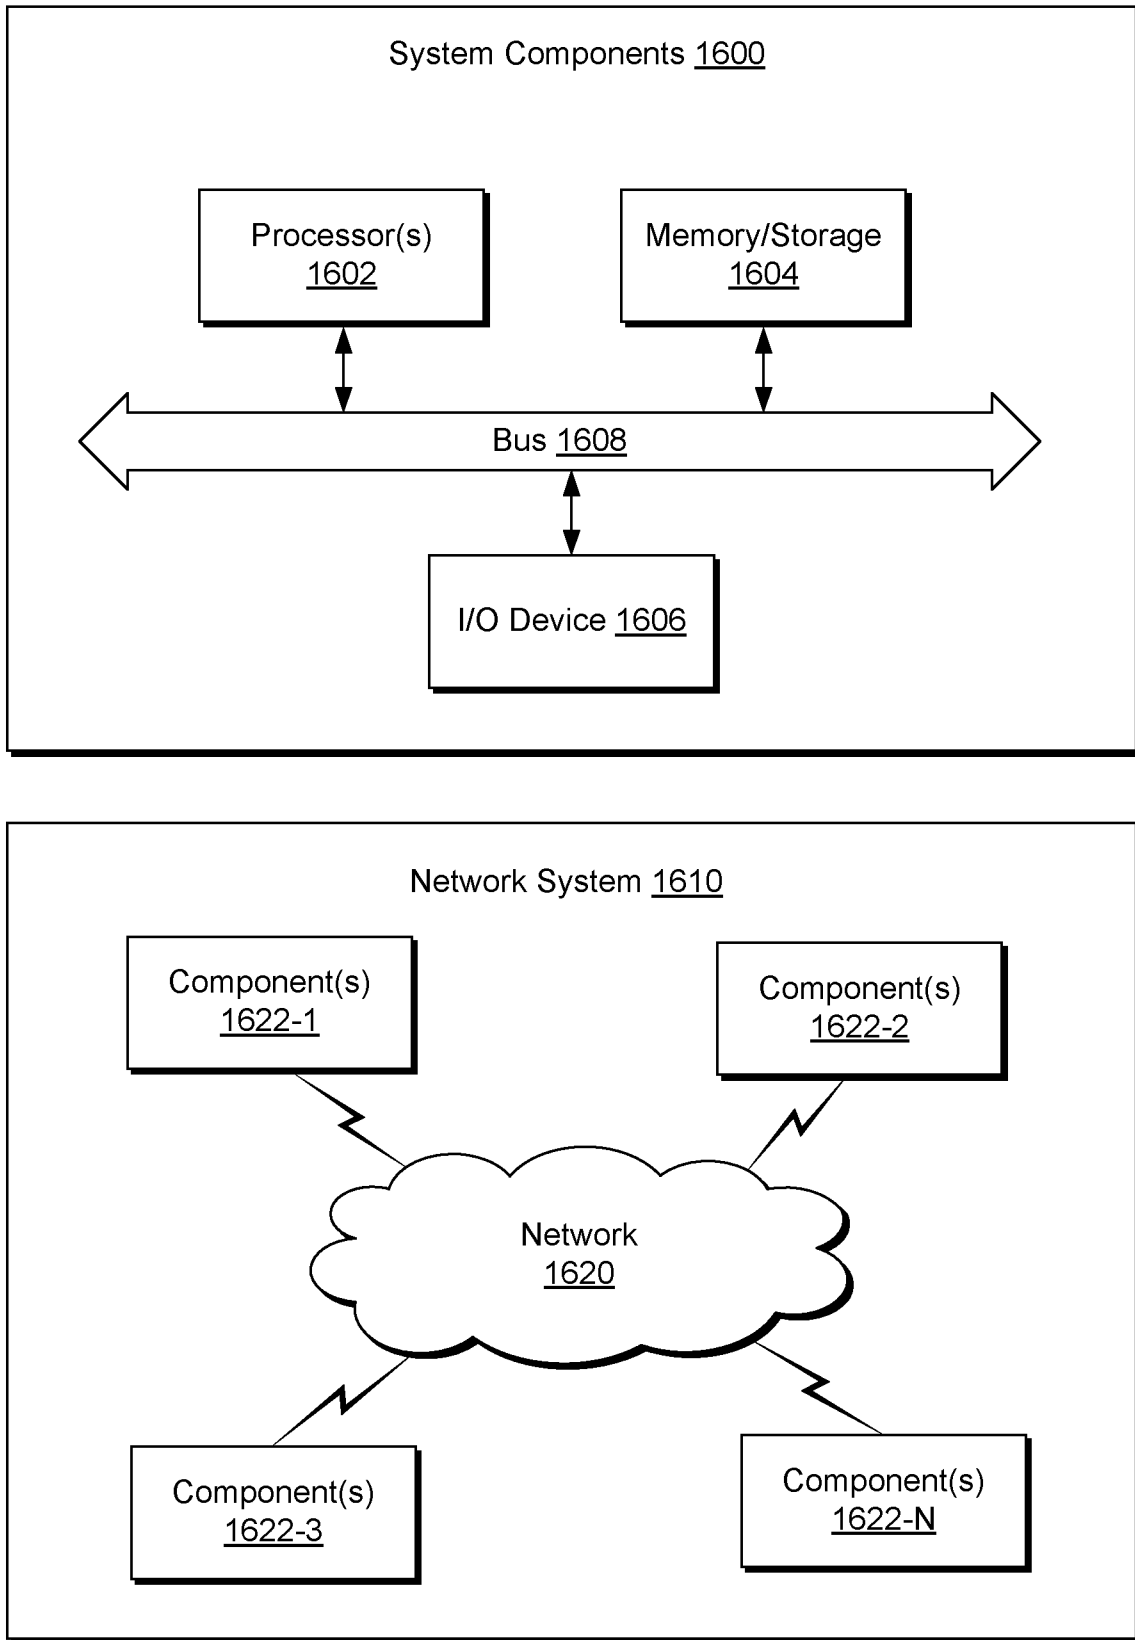 System Components 1600
Processor(s)
1602
Memory/Storage
1604
Bus 1608
I/O Device 1606
Network System 1610
Component(s)
1622-1
Component(s)
1622-2
Network
1620
Component(s)
1622-3
Component(s)
1622-N